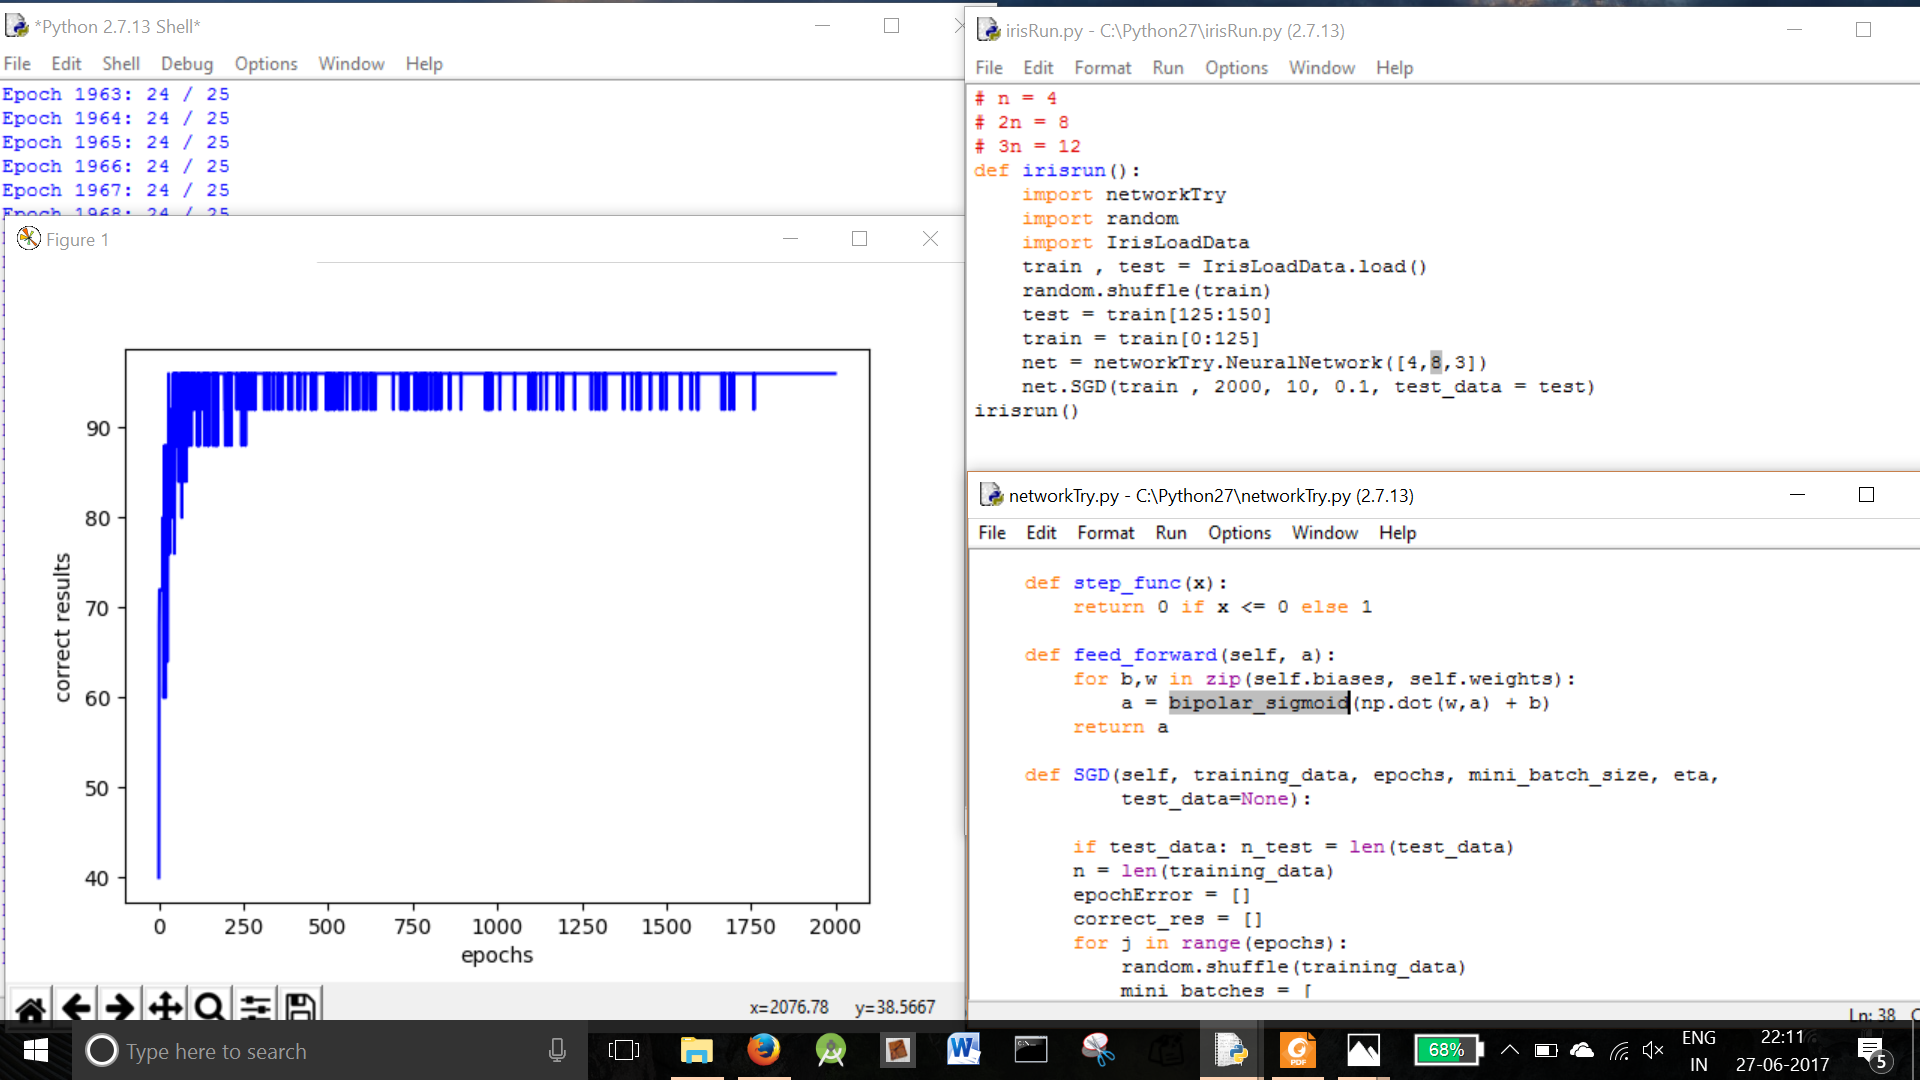 *Python 2.7.13 Shell*
File Edit Shell Debug Options Window Help
Epoch 1963: 24 / 25
Epoch 1964: 24 / 25
Epoch 1965: 24 / 25
Epoch 1966: 24 / 25
Epoch 1967: 24 / 25
Epoch 1968: 24 / 25
Figure 1
correct results
90
80
70
60
50
40
0 250 500 750 1000 1250 1500 1750 2000
epochs
x=2076.78 y=38.5667
irisRun.py - C:\Python27\irisRun.py (2.7.13)
File Edit Format Run Options Window Help
# n = 4
# 2n = 8
# 3n = 12
def irisrun():
    import networkTry
    import random
    import IrisLoadData
    train , test = IrisLoadData.load()
    random.shuffle(train)
    test = train[125:150]
    train = train[0:125]
    net = networkTry.NeuralNetwork([4,8,3])
    net.SGD(train , 2000, 10, 0.1, test_data = test)
irisrun()
networkTry.py - C:\Python27\networkTry.py (2.7.13)
File Edit Format Run Options Window Help
    def step_func(x):
        return 0 if x <= 0 else 1
    def feed_forward(self, a):
        for b,w in zip(self.biases, self.weights):
            a = bipolar_sigmoid(np.dot(w,a) + b)
        return a
    def SGD(self, training_data, epochs, mini_batch_size, eta,
            test_data=None):
        if test_data: n_test = len(test_data)
        n = len(training_data)
        epochError = []
        correct_res = []
        for j in range(epochs):
            random.shuffle(training_data)
            mini_batches = [
Ln: 38
Type here to search
W
PDF
68%
ENG
IN
22:11
27-06-2017
5